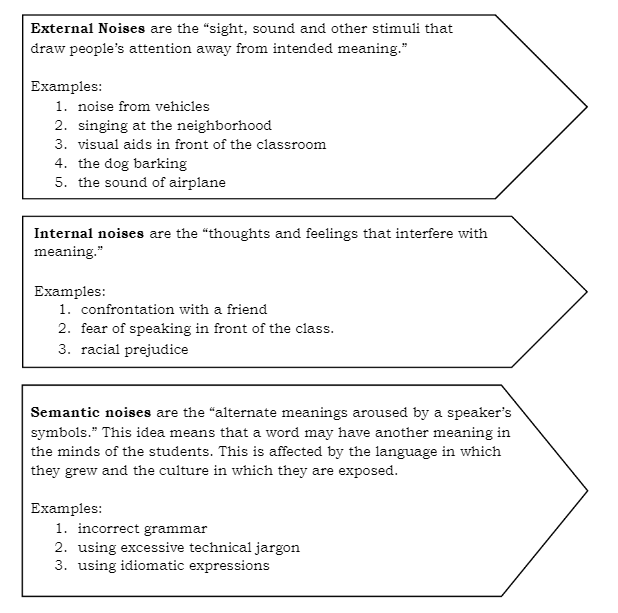 External Noises are the “sight, sound and other stimuli that
draw people’s attention away from intended meaning.”
Examples:
1. noise from vehicles
2. singing at the neighborhood
3. visual aids in front of the classroom
4. the dog barking
5. the sound of airplane
Internal noises are the “thoughts and feelings that interfere with
meaning.”
Examples:
1. confrontation with a friend
2. fear of speaking in front of the class.
3. racial prejudice
Semantic noises are the “alternate meanings aroused by a speaker’s
symbols.” This idea means that a word may have another meaning in
the minds of the students. This is affected by the language in which
they grew and the culture in which they are exposed.
Examples:
1. incorrect grammar
2. using excessive technical jargon
3. using idiomatic expressions